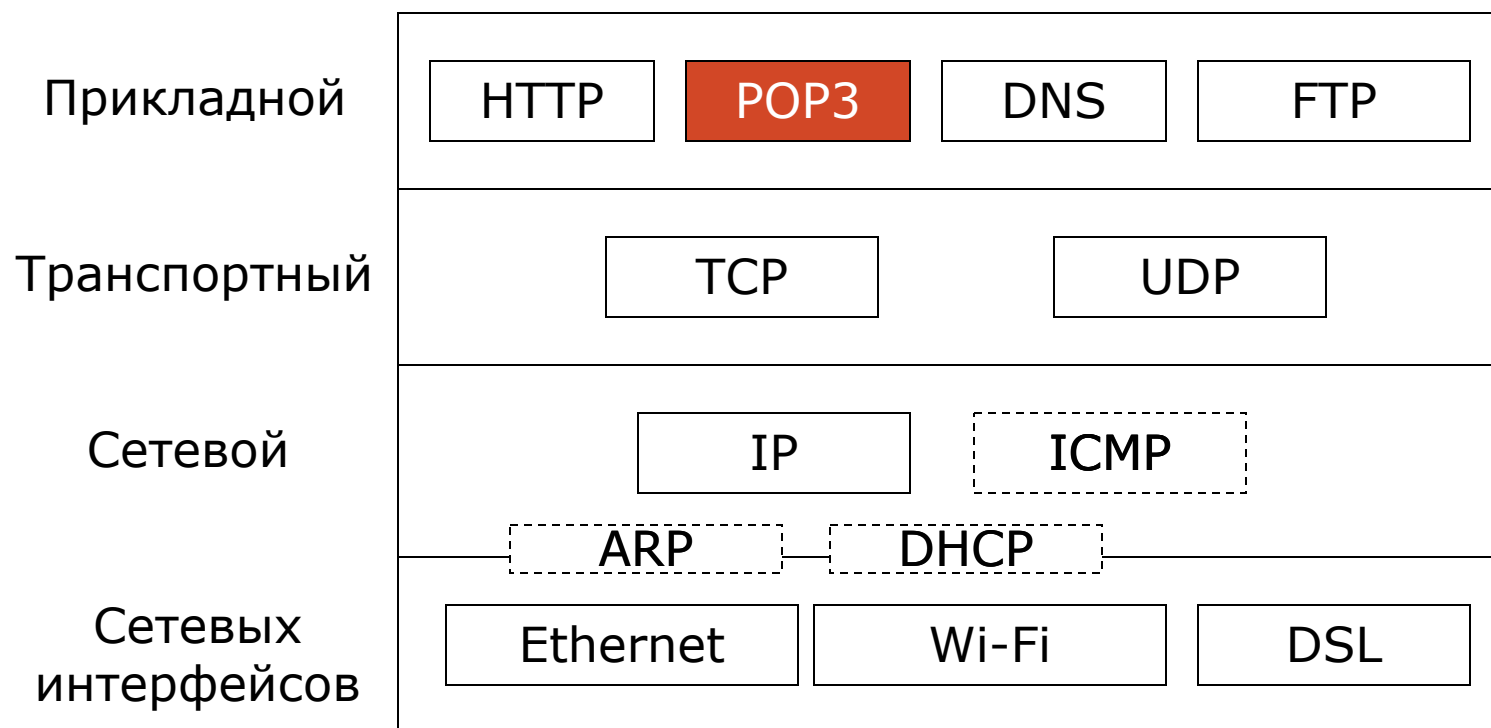 Прикладной
HTTP
POP3
DNS
FTP
Транспортный
TCP
UDP
Сетевой
IP
ICMP
ARP
DHCP
Сетевых
интерфейсов
Ethernet
Wi-Fi
DSL